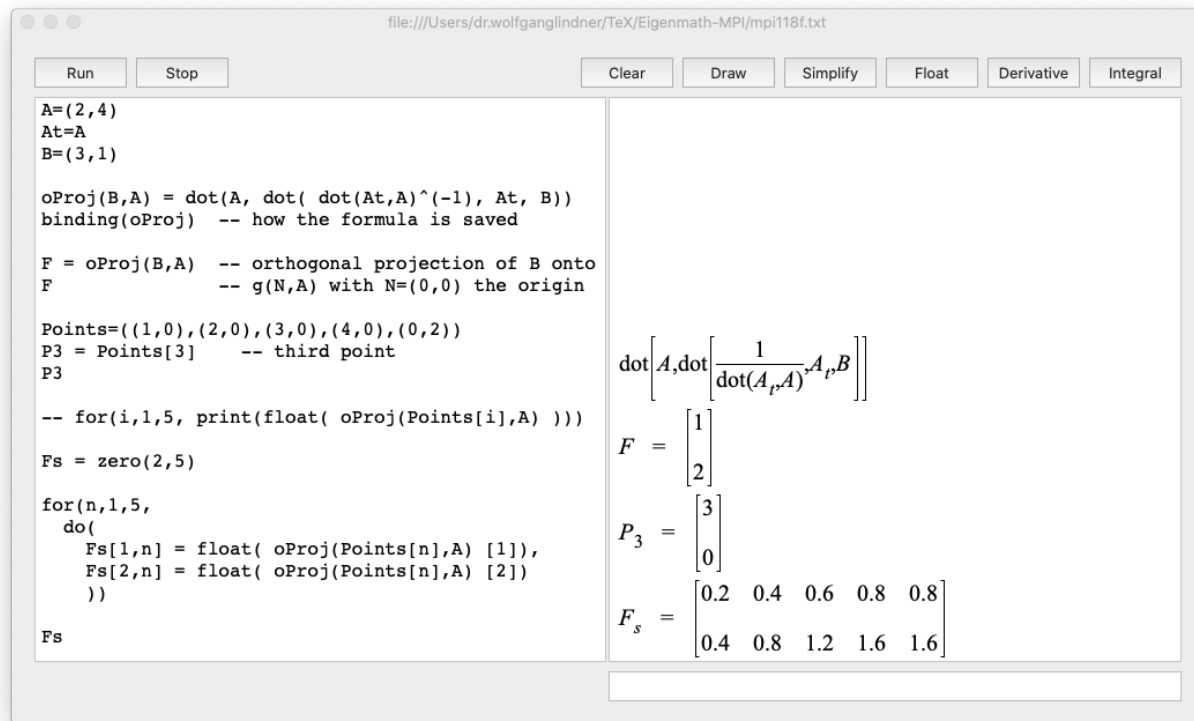 file:///Users/dr.wolfganglindner/TeX/Eigenmath-MPI/mpi118f.txt
Run Stop Clear Draw Simplify Float Derivative Integral
A=(2,4)
At=A
B=(3,1)
oProj(B,A) = dot(A, dot( dot(At,A)^(-1), At, B))
binding(oProj)  -- how the formula is saved
F = oProj(B,A)  -- orthogonal projection of B onto
F               -- g(N,A) with N=(0,0) the origin
Points=((1,0),(2,0),(3,0),(4,0),(0,2))
P3 = Points[3]    -- third point
P3
-- for(i,1,5, print(float( oProj(Points[i],A) )))
Fs = zero(2,5)
for(n,1,5,
  do(
    Fs[1,n] = float( oProj(Points[n],A) [1]),
    Fs[2,n] = float( oProj(Points[n],A) [2])
    ))
Fs
dot[A,dot[1/dot(A_t,A),A_t,B]]
F = [1
2]
P_3 = [3
0]
F_s = [0.2 0.4 0.6 0.8 0.8
0.4 0.8 1.2 1.6 1.6]